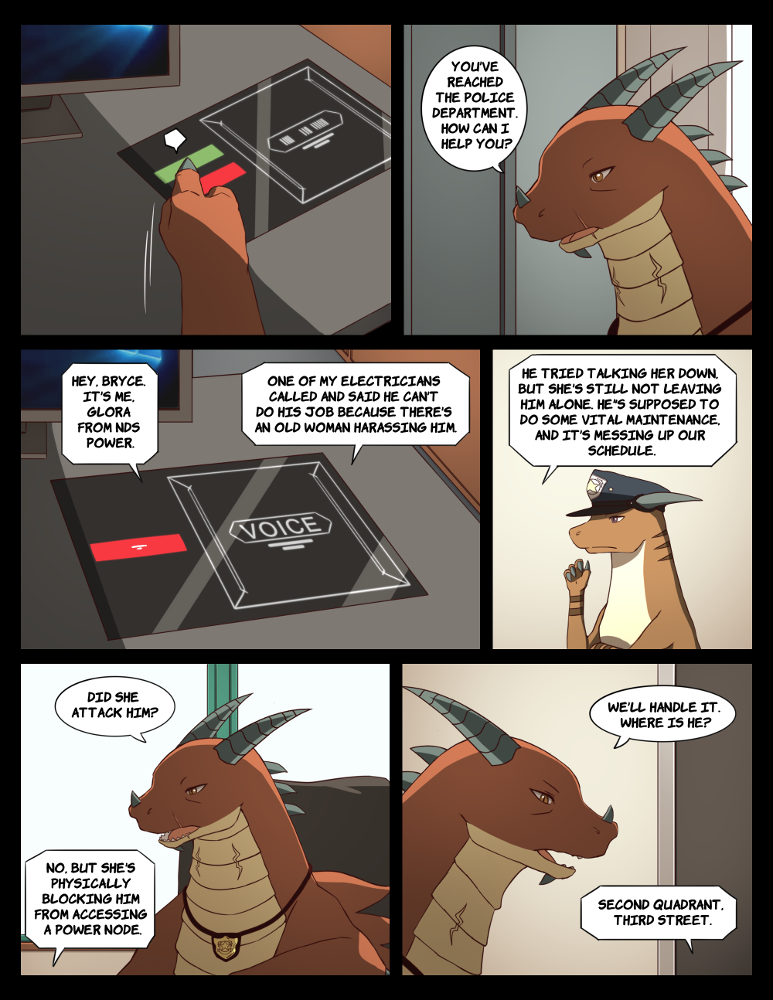 YOU'VE
REACHED
THE POLICE
DEPARTMENT.
HOW CAN I
HELP YOU?
HEY, BRYCE.
IT'S ME,
GLORA
FROM NDS
POWER.
ONE OF MY ELECTRICIANS
CALLED AND SAID HE CAN'T
DO HIS JOB BECAUSE THERE'S
AN OLD WOMAN HARASSING HIM.
VOICE
HE TRIED TALKING HER DOWN,
BUT SHE'S STILL NOT LEAVING
HIM ALONE. HE"S SUPPOSED TO
DO SOME VITAL MAINTENANCE,
AND IT'S MESSING UP OUR
SCHEDULE.
DID SHE
ATTACK HIM?
NO, BUT SHE'S
PHYSICALLY
BLOCKING HIM
FROM ACCESSING
A POWER NODE.
WE'LL HANDLE IT.
WHERE IS HE?
SECOND QUADRANT,
THIRD STREET.